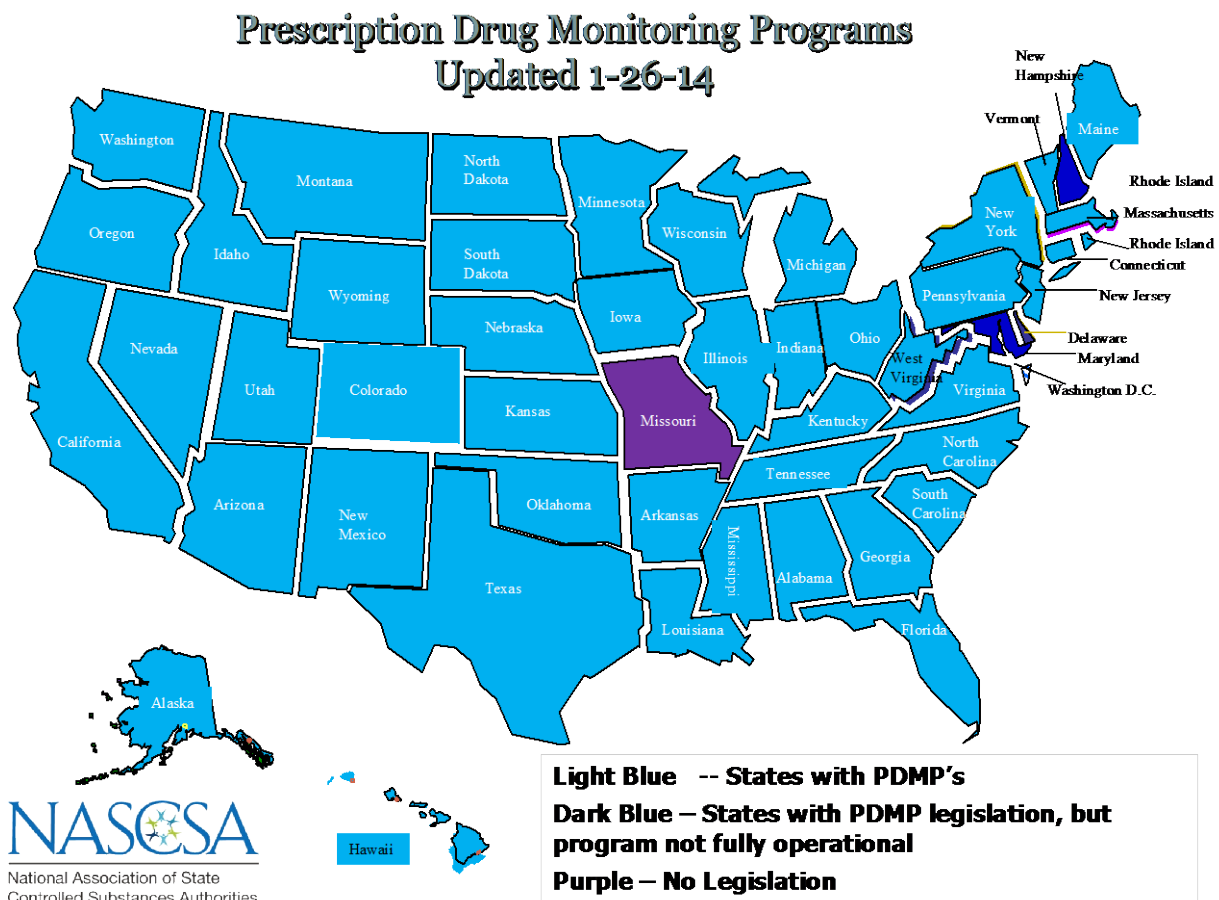 Prescription Drug Monitoring Programs
Updated 1-26-14
New
Hampshire
Vermont
Maine
Washington
Montana
North
Dakota
Minnesota
Rhode Island
Massachusetts
Rhode Island
Connecticut
New Jersey
Delaware
Maryland
Washington D.C.
Oregon
Idaho
South
Dakota
Wisconsin
Michigan
New
York
Wyoming
Pennsylvania
Nebraska
Iowa
Nevada
Utah
Colorado
Illinois
Indiana
Ohio
West
Virginia
Virginia
California
Kansas
Missouri
Kentucky
North
Carolina
Tennessee
Arizona
New
Mexico
Oklahoma
Arkansas
South
Carolina
Mississippi
Alabama
Georgia
Texas
Louisiana
Florida
Alaska
Hawaii
Light Blue -- States with PDMP's
Dark Blue – States with PDMP legislation, but
program not fully operational
Purple – No Legislation
NASCSA
National Association of State
Controlled Substances Authorities